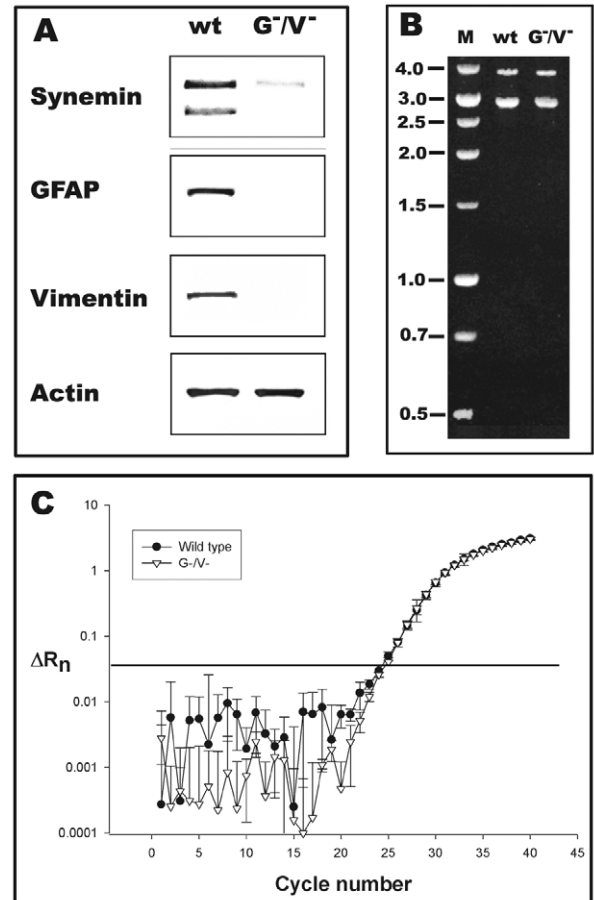 A
wt G⁻/V⁻
Synemin
GFAP
Vimentin
Actin
B
M wt G⁻/V⁻
4.0
3.0
2.5
2.0
1.5
1.0
0.7
0.5
C
10
1
0.1
0.01
0.001
0.0001
ΔRn
Wild type
G-/V-
0 5 10 15 20 25 30 35 40 45
Cycle number